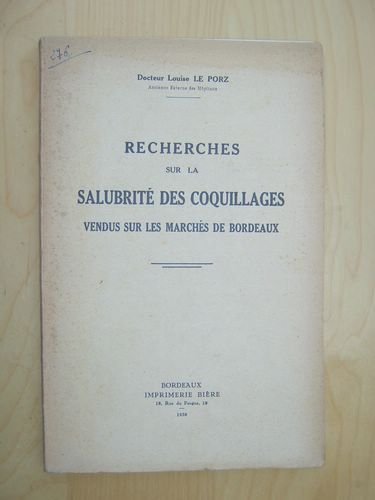 276
Docteur Louise LE PORZ
Ancienne Externe des Hôpitaux
RECHERCHES
SUR LA
SALUBRITÉ DES COQUILLAGES
VENDUS SUR LES MARCHÉS DE BORDEAUX
BORDEAUX
IMPRIMERIE BIÈRE
18, Rue du Peugue, 18
1939